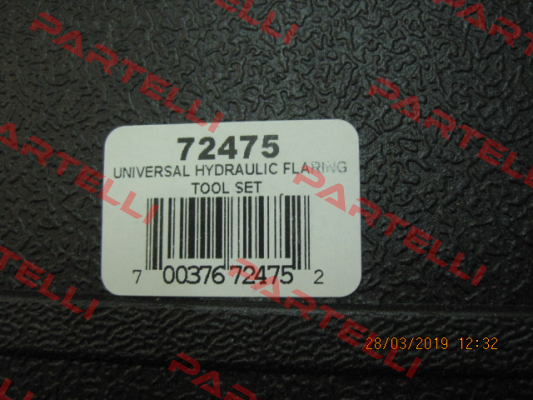 PARTELLI
PARTELLI
PARTELLI
72475
UNIVERSAL HYDRAULIC FLARING
TOOL SET
7 00376 72475 2
PARTELLI
PARTELLI
28/03/2019 12:32
PARTELLI